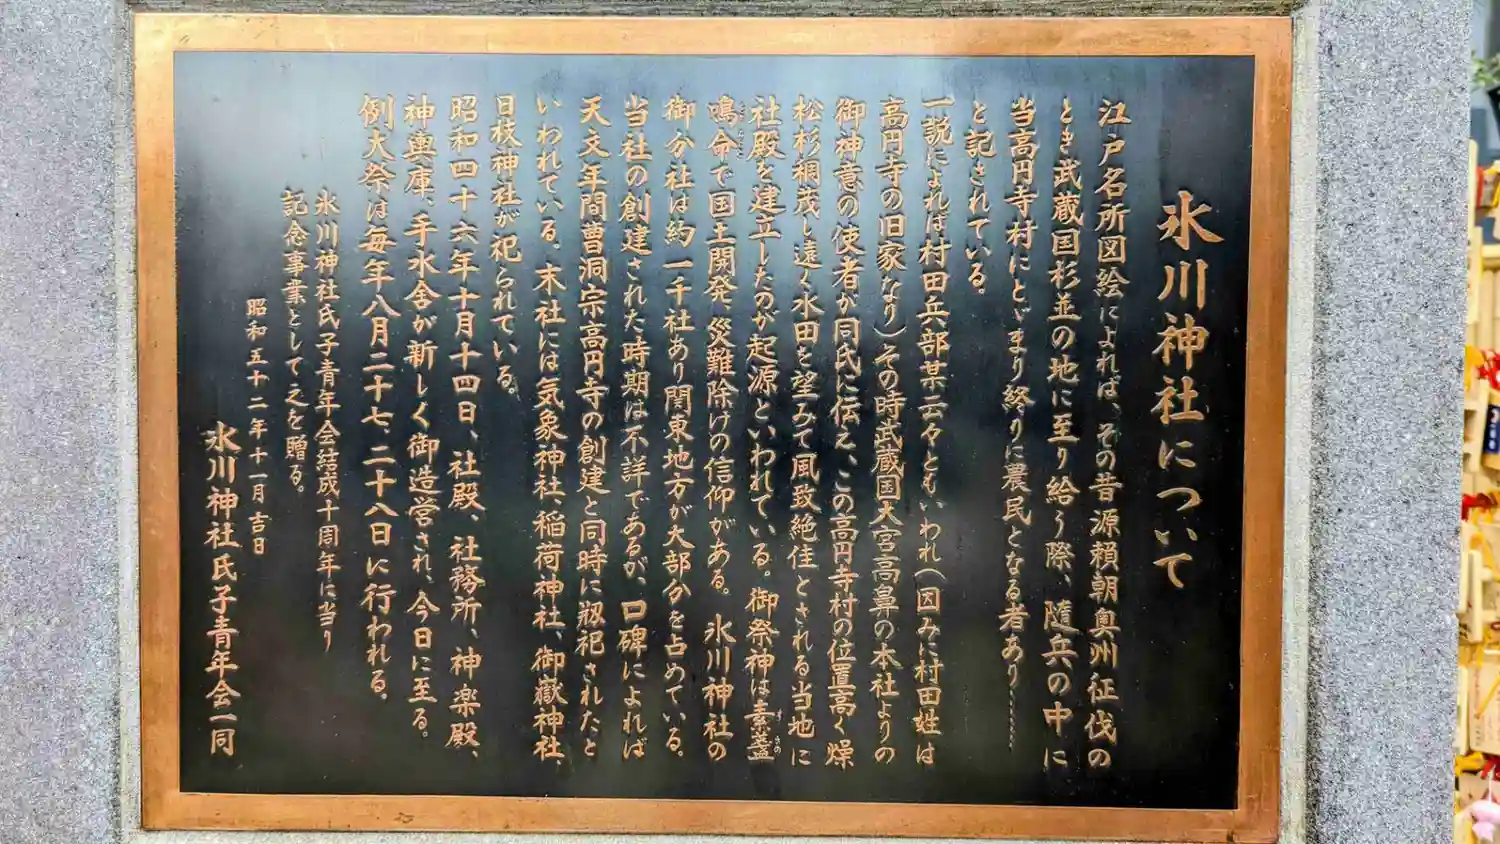 氷川神社について
江戸名所図絵によれば、その昔源頼朝奥州征伐の
とき武蔵国杉並の地に至り給う際、随兵の中に
当高円寺村にとゞまり終りに農民となる者あり……
と記されている。
一説によれば村田兵部某云々ともいわれ(因みに村田姓は
高円寺の旧家なり)その時武蔵国大宮高鼻の本社よりの
御神意の使者が同氏に伝え、この高円寺村の位置高く燥
松杉桐茂し遠く水田を望みて風致絶佳とされる当地に
社殿を建立したのが起源といわれている。御祭神は素盞
鳴命で国土開発、災難除けの信仰がある。氷川神社の
御分社は約一千社あり関東地方が大部分を占めている。
当社の創建された時期は不詳であるが、口碑によれば
天文年間曹洞宗高円寺の創建と同時に剏祀されたと
いわれている。末社には気象神社、稲荷神社、御嶽神社、
日枝神社が祀られている。
昭和四十六年十月十四日、社殿、社務所、神楽殿、
神輿庫、手水舎が新しく御造営され、今日に至る。
例大祭は毎年八月二十七、二十八日に行われる。
氷川神社氏子青年会結成十周年に当り
記念事業として之を贈る。
昭和五十二年十一月吉日
氷川神社氏子青年会一同